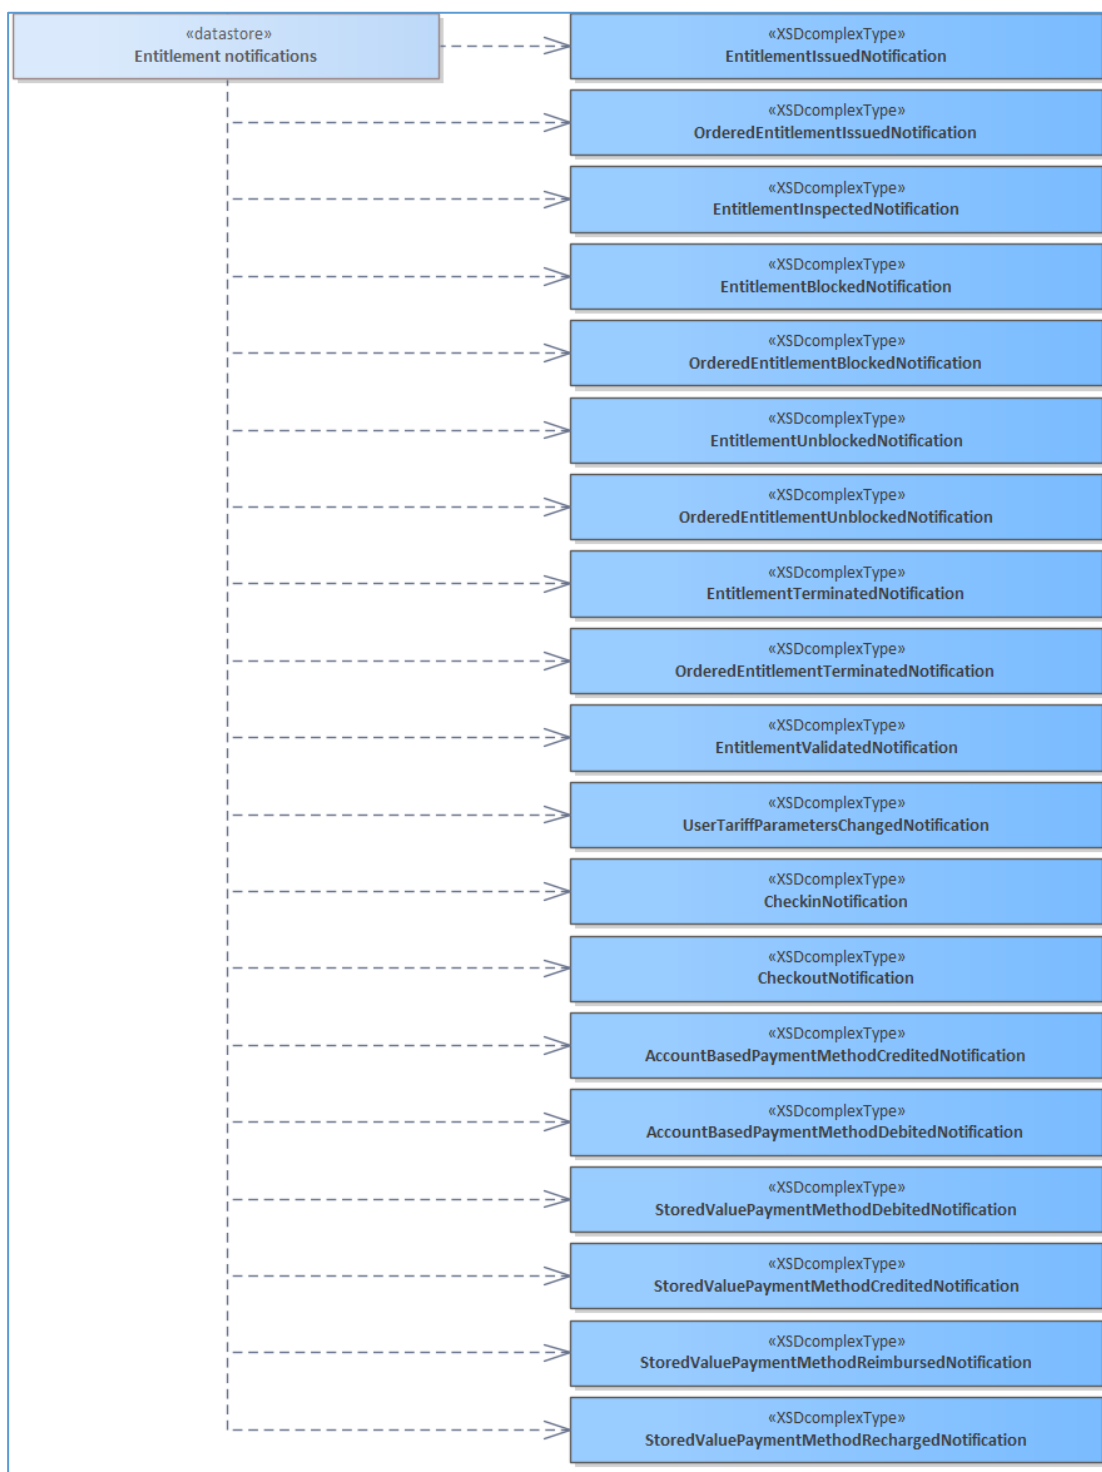 «datastore»
Entitlement notifications
«XSDcomplexType»
EntitlementIssuedNotification
«XSDcomplexType»
OrderedEntitlementIssuedNotification
«XSDcomplexType»
EntitlementInspectedNotification
«XSDcomplexType»
EntitlementBlockedNotification
«XSDcomplexType»
OrderedEntitlementBlockedNotification
«XSDcomplexType»
EntitlementUnblockedNotification
«XSDcomplexType»
OrderedEntitlementUnblockedNotification
«XSDcomplexType»
EntitlementTerminatedNotification
«XSDcomplexType»
OrderedEntitlementTerminatedNotification
«XSDcomplexType»
EntitlementValidatedNotification
«XSDcomplexType»
UserTariffParametersChangedNotification
«XSDcomplexType»
CheckinNotification
«XSDcomplexType»
CheckoutNotification
«XSDcomplexType»
AccountBasedPaymentMethodCreditedNotification
«XSDcomplexType»
AccountBasedPaymentMethodDebitedNotification
«XSDcomplexType»
StoredValuePaymentMethodDebitedNotification
«XSDcomplexType»
StoredValuePaymentMethodCreditedNotification
«XSDcomplexType»
StoredValuePaymentMethodReimbursedNotification
«XSDcomplexType»
StoredValuePaymentMethodRechargedNotification